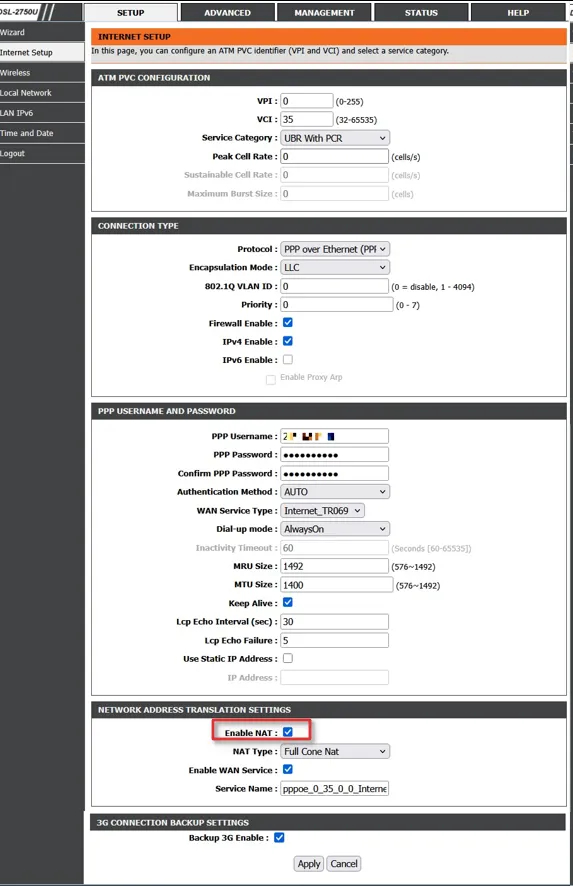 DSL-2750U
SETUP ADVANCED MANAGEMENT STATUS HELP
Wizard
Internet Setup
Wireless
Local Network
LAN IPv6
Time and Date
Logout
INTERNET SETUP
In this page, you can configure an ATM PVC identifier (VPI and VCI) and select a service category.
ATM PVC CONFIGURATION
VPI : 0 (0-255)
VCI : 35 (32-65535)
Service Category : UBR With PCR
Peak Cell Rate : 0 (cells/s)
Sustainable Cell Rate : 0 (cells/s)
Maximum Burst Size : 0 (cells)
CONNECTION TYPE
Protocol : PPP over Ethernet (PPP
Encapsulation Mode : LLC
802.1Q VLAN ID : 0 (0 = disable, 1 - 4094)
Priority : 0 (0 - 7)
Firewall Enable :
IPv4 Enable :
IPv6 Enable :
Enable Proxy Arp
PPP USERNAME AND PASSWORD
PPP Username : 2
PPP Password : ●●●●●●●●●●
Confirm PPP Password : ●●●●●●●●●●
Authentication Method : AUTO
WAN Service Type : Internet_TR069
Dial-up mode : AlwaysOn
Inactivity Timeout : 60 (Seconds [60-65535])
MRU Size : 1492 (576~1492)
MTU Size : 1400 (576~1492)
Keep Alive :
Lcp Echo Interval (sec) : 30
Lcp Echo Failure : 5
Use Static IP Address :
IP Address :
NETWORK ADDRESS TRANSLATION SETTINGS
Enable NAT :
NAT Type : Full Cone Nat
Enable WAN Service :
Service Name : pppoe_0_35_0_0_Interne
3G CONNECTION BACKUP SETTINGS
Backup 3G Enable :
Apply Cancel